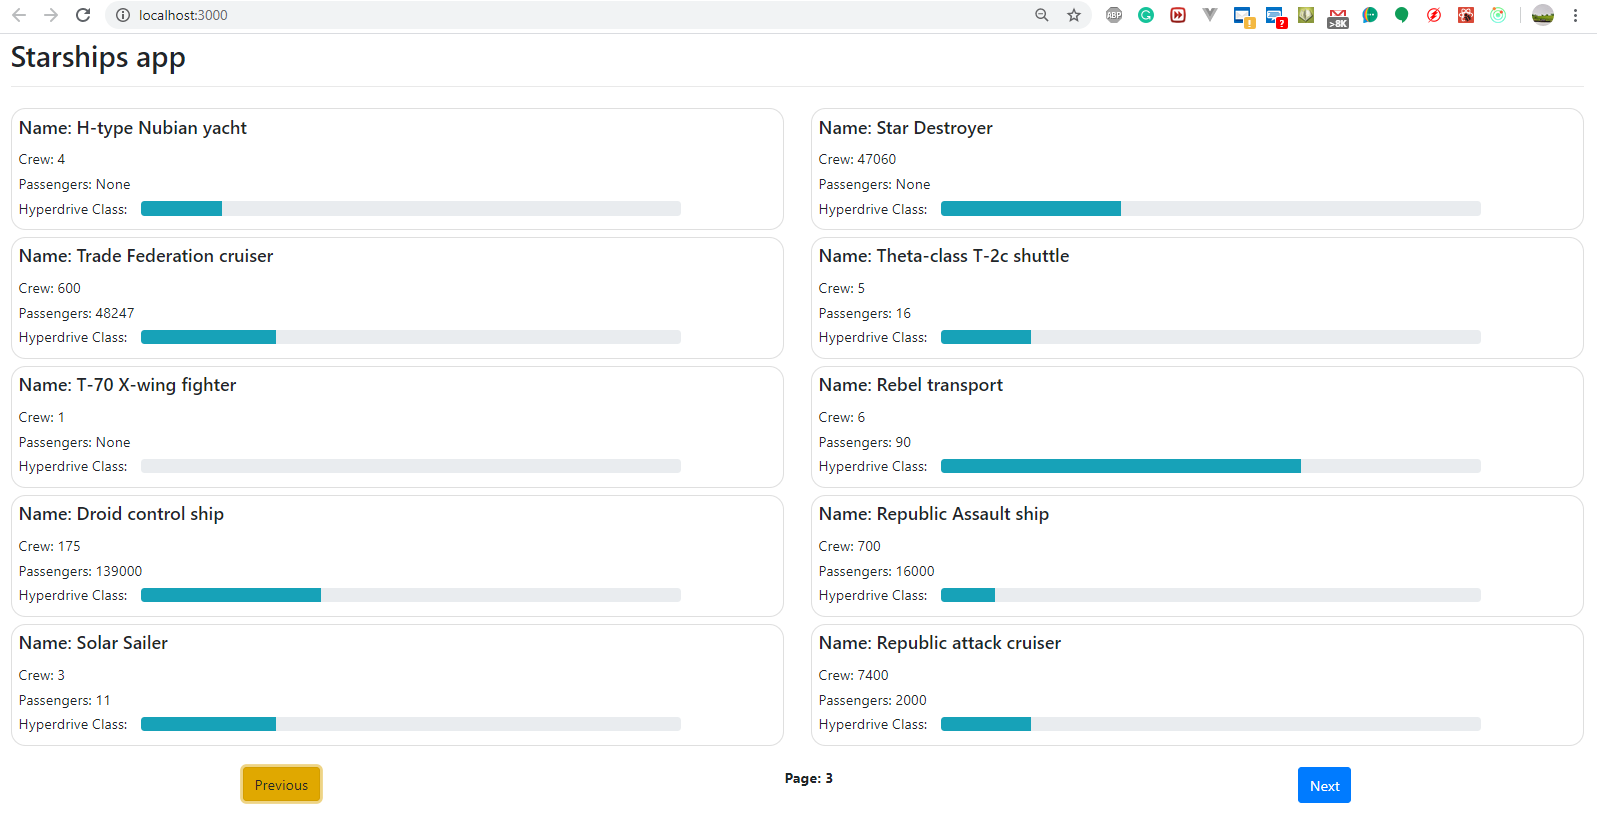 localhost:3000
ABP
>8K
Starships app
Name: H-type Nubian yacht
Crew: 4
Passengers: None
Hyperdrive Class:
Name: Star Destroyer
Crew: 47060
Passengers: None
Hyperdrive Class:
Name: Trade Federation cruiser
Crew: 600
Passengers: 48247
Hyperdrive Class:
Name: Theta-class T-2c shuttle
Crew: 5
Passengers: 16
Hyperdrive Class:
Name: T-70 X-wing fighter
Crew: 1
Passengers: None
Hyperdrive Class:
Name: Rebel transport
Crew: 6
Passengers: 90
Hyperdrive Class:
Name: Droid control ship
Crew: 175
Passengers: 139000
Hyperdrive Class:
Name: Republic Assault ship
Crew: 700
Passengers: 16000
Hyperdrive Class:
Name: Solar Sailer
Crew: 3
Passengers: 11
Hyperdrive Class:
Name: Republic attack cruiser
Crew: 7400
Passengers: 2000
Hyperdrive Class:
Previous
Page: 3
Next